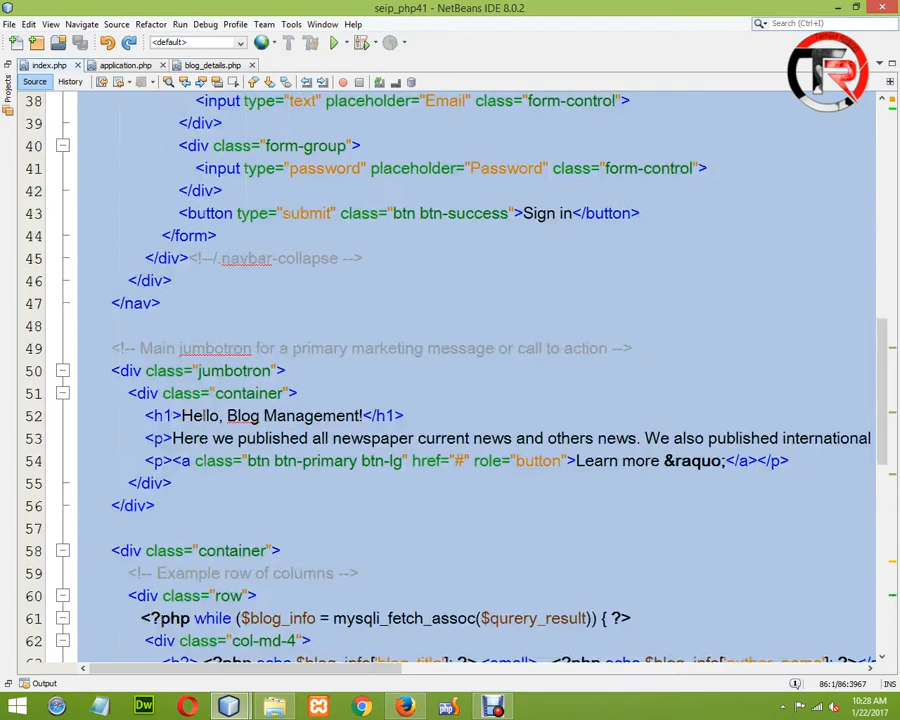 seip_php41 - NetBeans IDE 8.0.2
File Edit View Navigate Source Refactor Run Debug Profile Team Tools Window Help
Search (Ctrl+I)
<default>
index.php application.php blog_details.php
Source History
Projects
TR
38 <input type="text" placeholder="Email" class="form-control">
39 </div>
40 <div class="form-group">
41 <input type="password" placeholder="Password" class="form-control">
42 </div>
43 <button type="submit" class="btn btn-success">Sign in</button>
44 </form>
45 </div><!--/.navbar-collapse -->
46 </div>
47 </nav>
48
49 <!-- Main jumbotron for a primary marketing message or call to action -->
50 <div class="jumbotron">
51 <div class="container">
52 <h1>Hello, Blog Management!</h1>
53 <p>Here we published all newspaper current news and others news. We also published international
54 <p><a class="btn btn-primary btn-lg" href="#" role="button">Learn more &raquo;</a></p>
55 </div>
56 </div>
57
58 <div class="container">
59 <!-- Example row of columns -->
60 <div class="row">
61 <?php while ($blog_info = mysqli_fetch_assoc($qurery_result)) { ?>
62 <div class="col-md-4">
Output
86:1/86:3967 INS
Dw
10:28 AM
1/22/2017